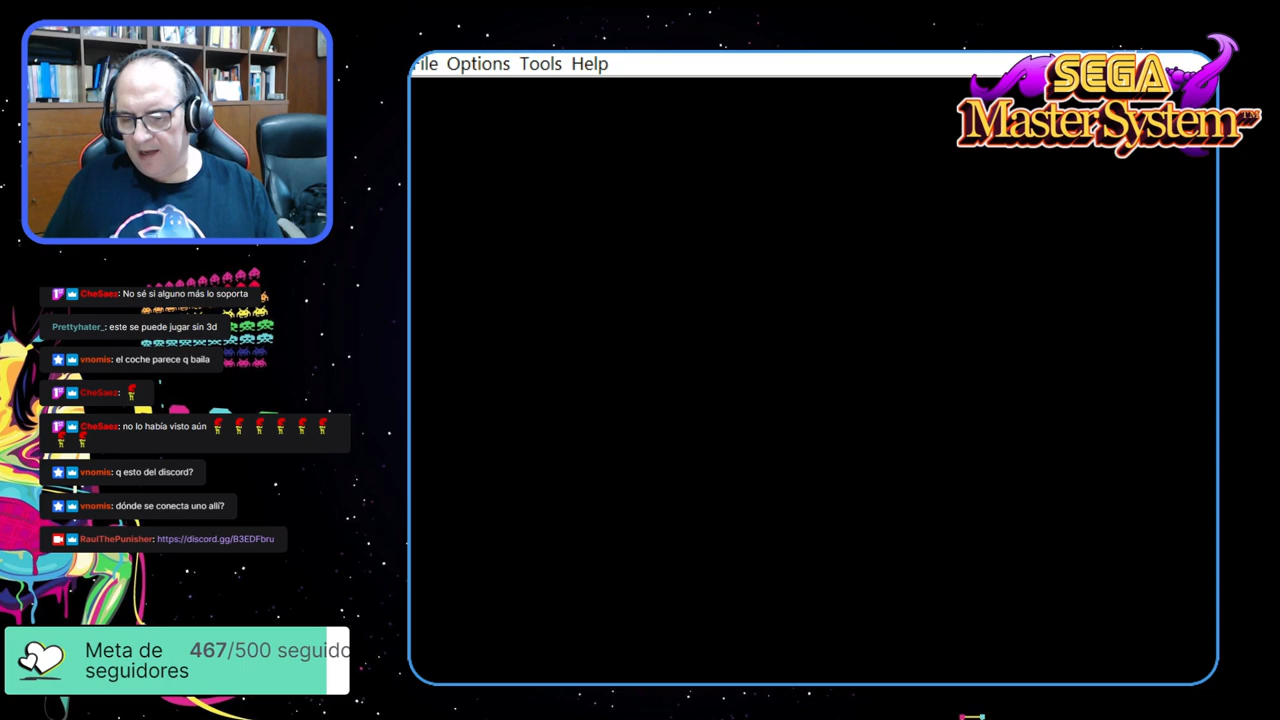 File Options Tools Help
SEGA
Master System™
CheSaez: No sé si alguno más lo soporta
Prettyhater_: este se puede jugar sin 3d
vnomis: el coche parece q baila
CheSaez:
CheSaez: no lo había visto aún
vnomis: q esto del discord?
vnomis: dónde se conecta uno allí?
RaulThePunisher: https://discord.gg/B3EDFbru
Meta de seguidores
467/500 seguido